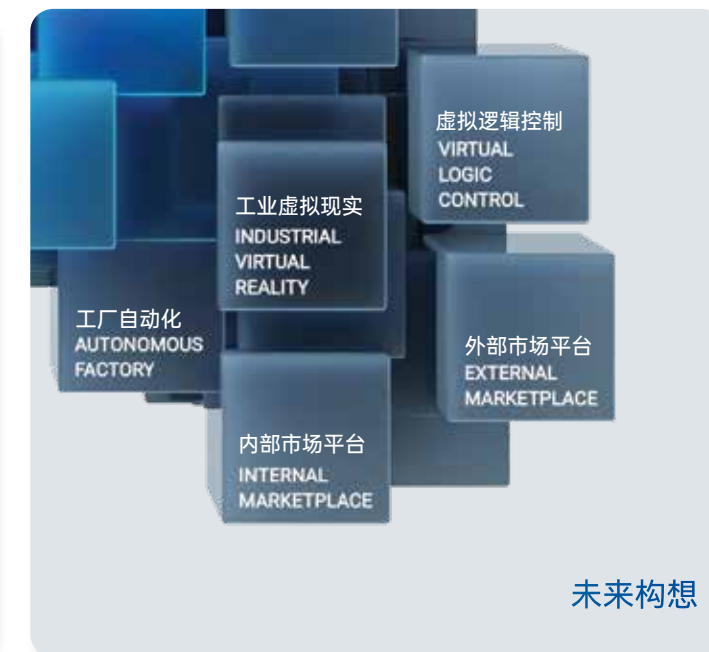 虚拟逻辑控制
VIRTUAL
LOGIC
CONTROL
工业虚拟现实
INDUSTRIAL
VIRTUAL
REALITY
工厂自动化
AUTONOMOUS
FACTORY
外部市场平台
EXTERNAL
MARKETPLACE
内部市场平台
INTERNAL
MARKETPLACE
未来构想